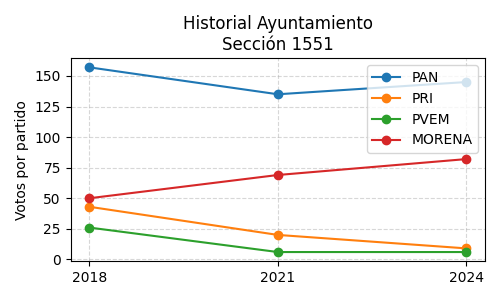 Historial Ayuntamiento
Sección 1551
Votos por partido
150
125
100
75
50
25
0
2018
2021
2024
PAN
PRI
PVEM
MORENA